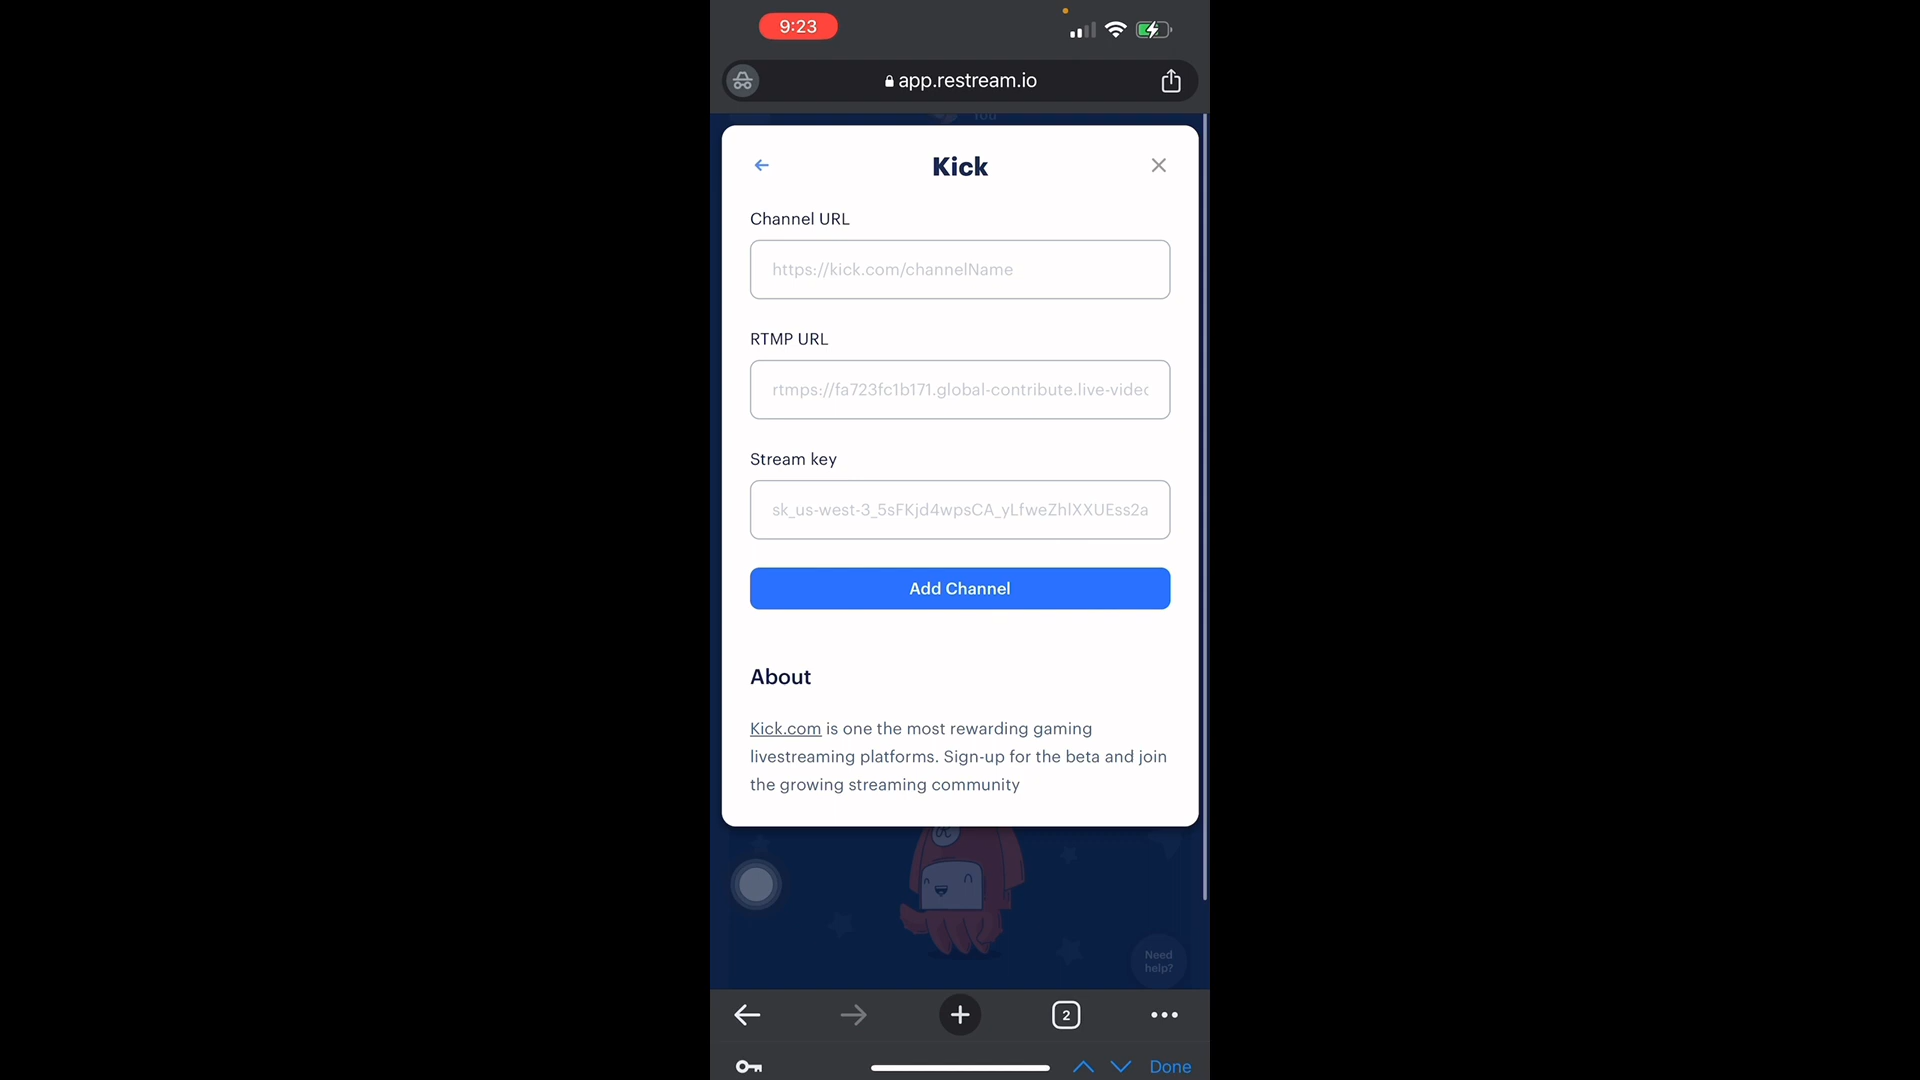 9:23
app.restream.io
You
Kick
Channel URL
https://kick.com/channelName
RTMP URL
rtmps://fa723fc1b171.global-contribute.live-video
Stream key
sk_us-west-3_5sFKjd4wpsCA_yLfweZhlXXUEss2a
Add Channel
About
Kick.com is one the most rewarding gaming
livestreaming platforms. Sign-up for the beta and join
the growing streaming community
Need
help?
2
Done